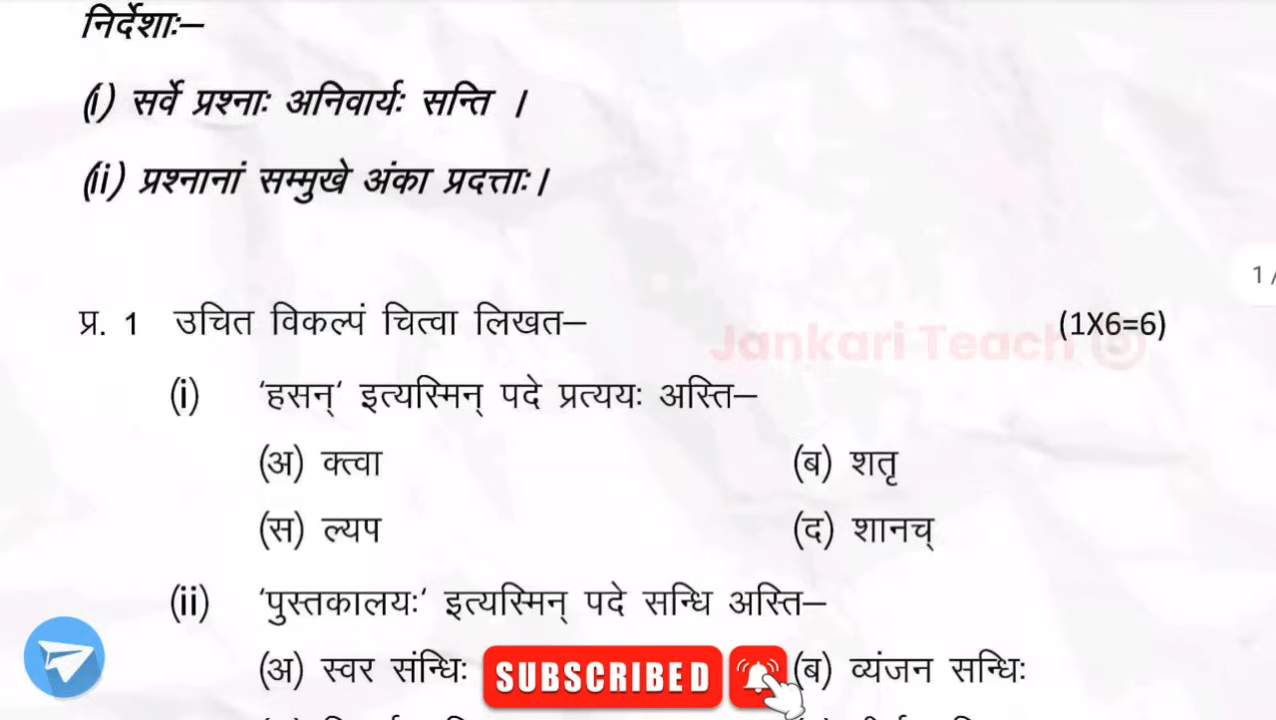 निर्देशाः–
(i) सर्वे प्रश्नाः अनिवार्यः सन्ति ।
(ii) प्रश्नानां सम्मुखे अंका प्रदत्ताः।
1 /
प्र. 1 उचित विकल्पं चित्वा लिखत– (1X6=6)
Jankari Teach
(i) ‘हसन्‘ इत्यस्मिन् पदे प्रत्ययः अस्ति–
(अ) क्त्वा (ब) शतृ
(स) ल्यप (द) शानच्
(ii) ‘पुस्तकालयः’ इत्यस्मिन् पदे सन्धि अस्ति–
(अ) स्वर संन्धिः SUBSCRIBED (ब) व्यंजन सन्धिः